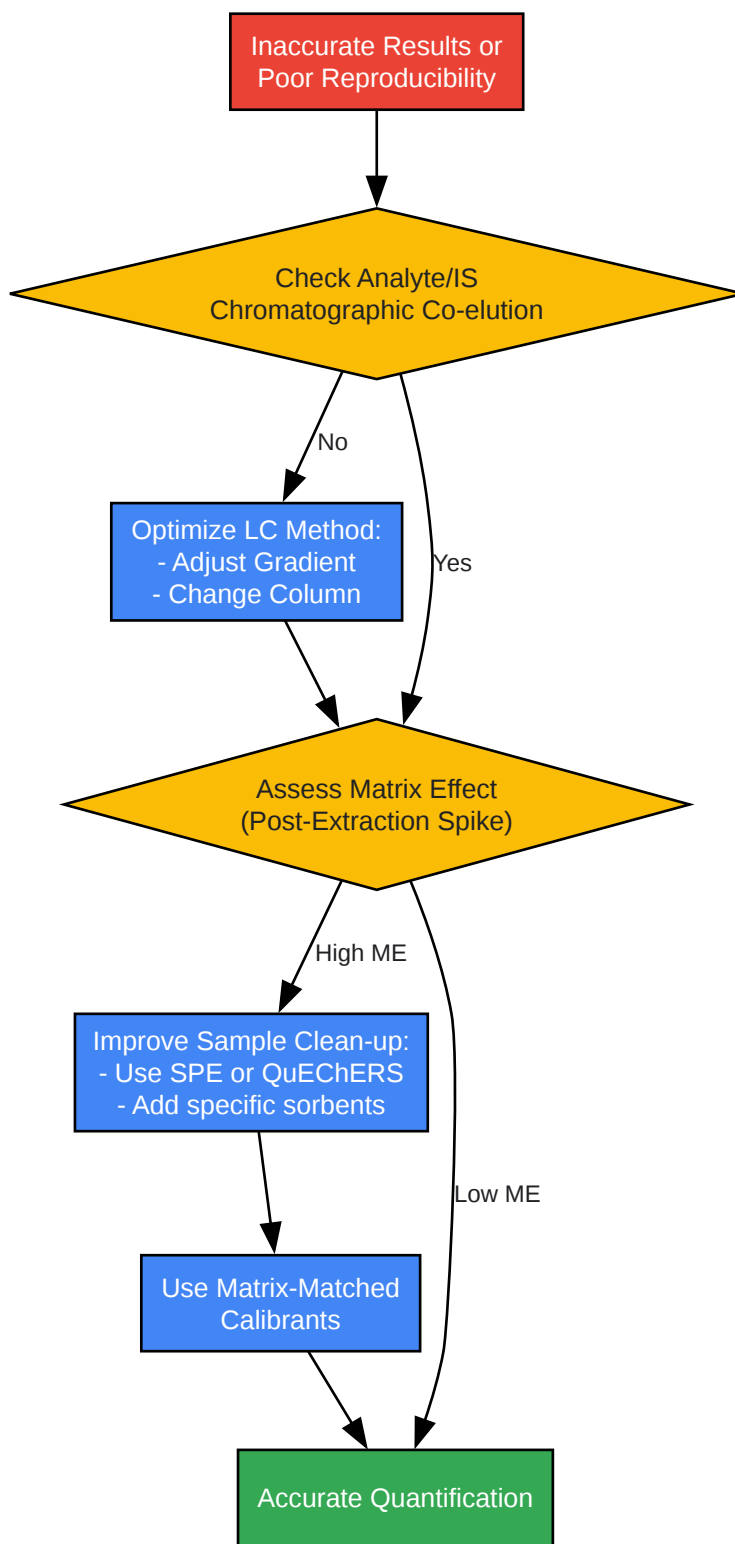 Inaccurate Results or
Poor Reproducibility
Check Analyte/IS
Chromatographic Co-elution
No
Optimize LC Method:
- Adjust Gradient
- Change Column
Yes
Assess Matrix Effect
(Post-Extraction Spike)
High ME
Improve Sample Clean-up:
- Use SPE or QuEChERS
- Add specific sorbents
Low ME
Use Matrix-Matched
Calibrants
Accurate Quantification